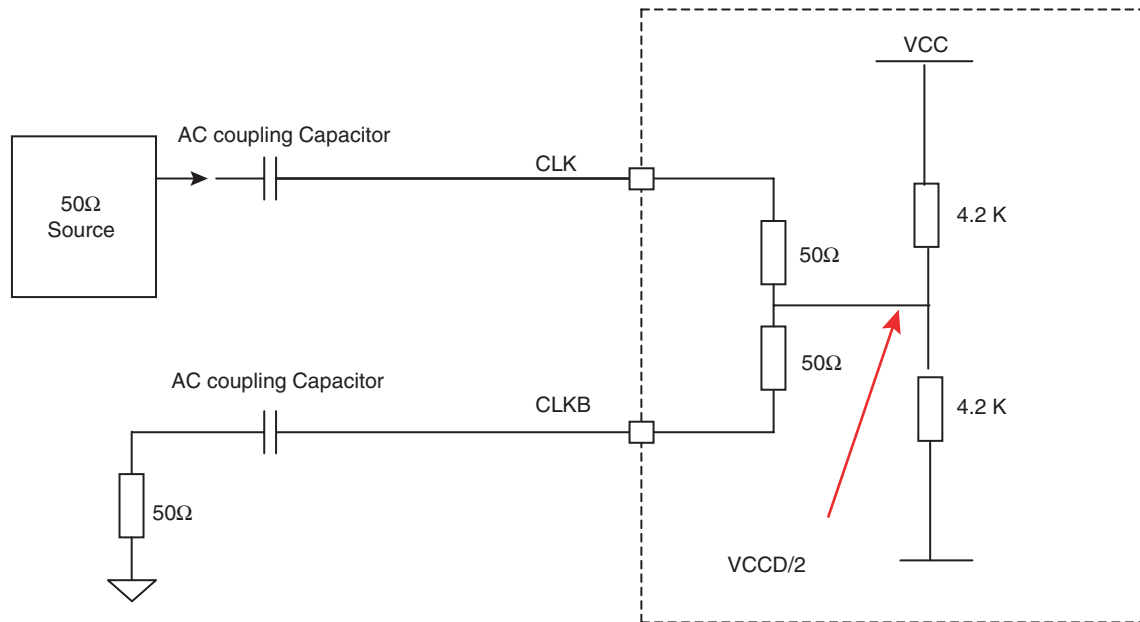 VCC
AC coupling Capacitor
CLK
50Ω
Source
4.2 K
50Ω
50Ω
AC coupling Capacitor
CLKB
4.2 K
50Ω
VCCD/2